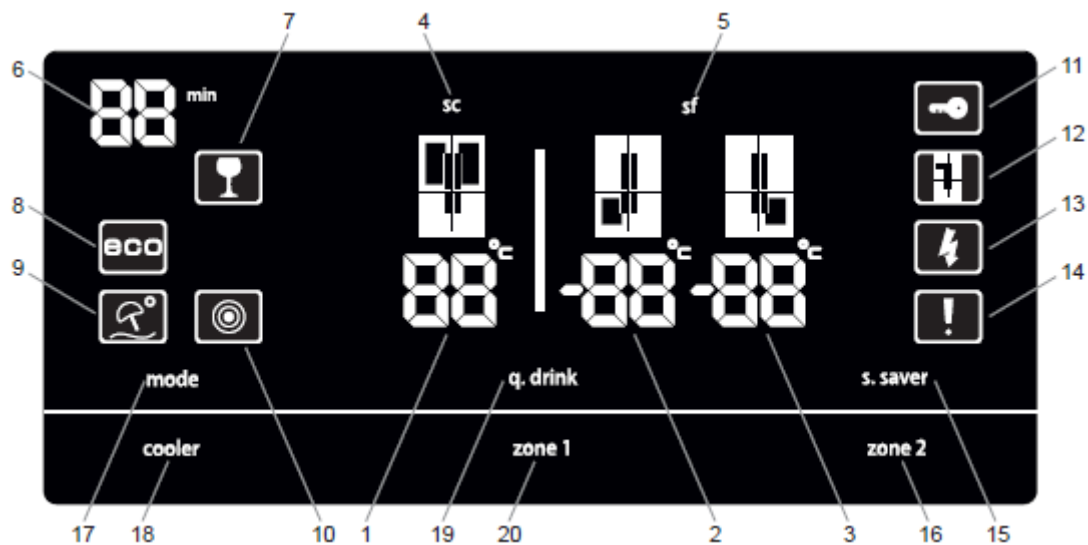 7 4 5
6 88 min sc sf 11
12
8 eco °c °c °c 13
9 88 -88 -88 14
mode q. drink s. saver
cooler zone 1 zone 2
17 18 10 1 19 20 2 3 16 15